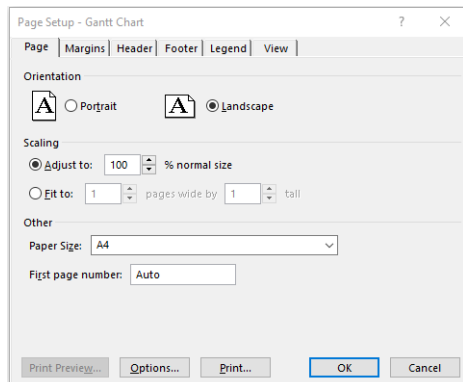 Page Setup - Gantt Chart ?
Page Margins Header Footer Legend View
Orientation
A Portrait A Landscape
Scaling
Adjust to: 100 % normal size
Fit to: 1 pages wide by 1 tall
Other
Paper Size: A4
First page number: Auto
Print Preview... Options... Print... OK Cancel